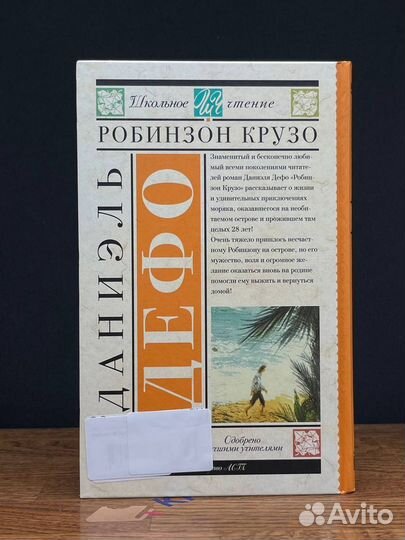 Школьное чтение
РОБИНЗОН КРУЗО
ДАНИЭЛЬ
ДЕФО
Знаменитый и бесконечно люби-
мый всеми поколениями читате-
лей роман Даниэля Дефо «Робин-
зон Крузо» рассказывает о жизни
и удивительных приключениях
моряка, оказавшегося на необи-
таемом острове и прожившем там
целых 28 лет!
Очень тяжело пришлось несчаст-
ному Робинзону на острове, но его
мужество, воля и огромное же-
лание оказаться вновь на родине
помогли ему выжить и вернуться
домой!
Одобрено
учителями
АСТ
Avito